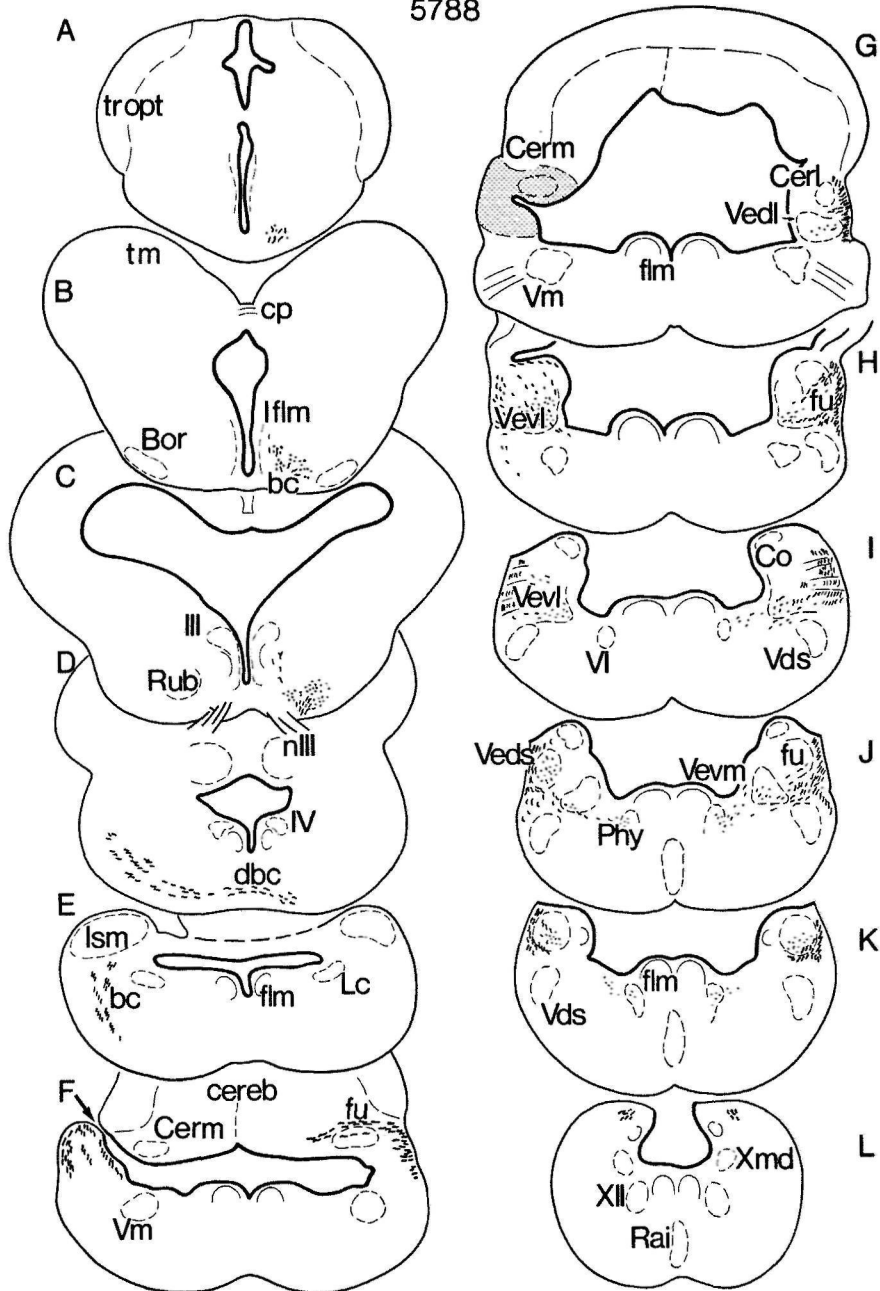 5788
A
tropt
tm
B
cp
lflm
Bor
bc
C
III
Rub
D
nIII
IV
dbc
E
Ism
bc
flm
Lc
F
cereb
Cerm
fu
Vm
G
Cerm
Cerl
Vedl
flm
Vm
H
Vevl
fu
I
Co
Vevl
VI
Vds
J
Veds
Vevm
fu
Phy
K
flm
Vds
L
Xmd
XII
Rai